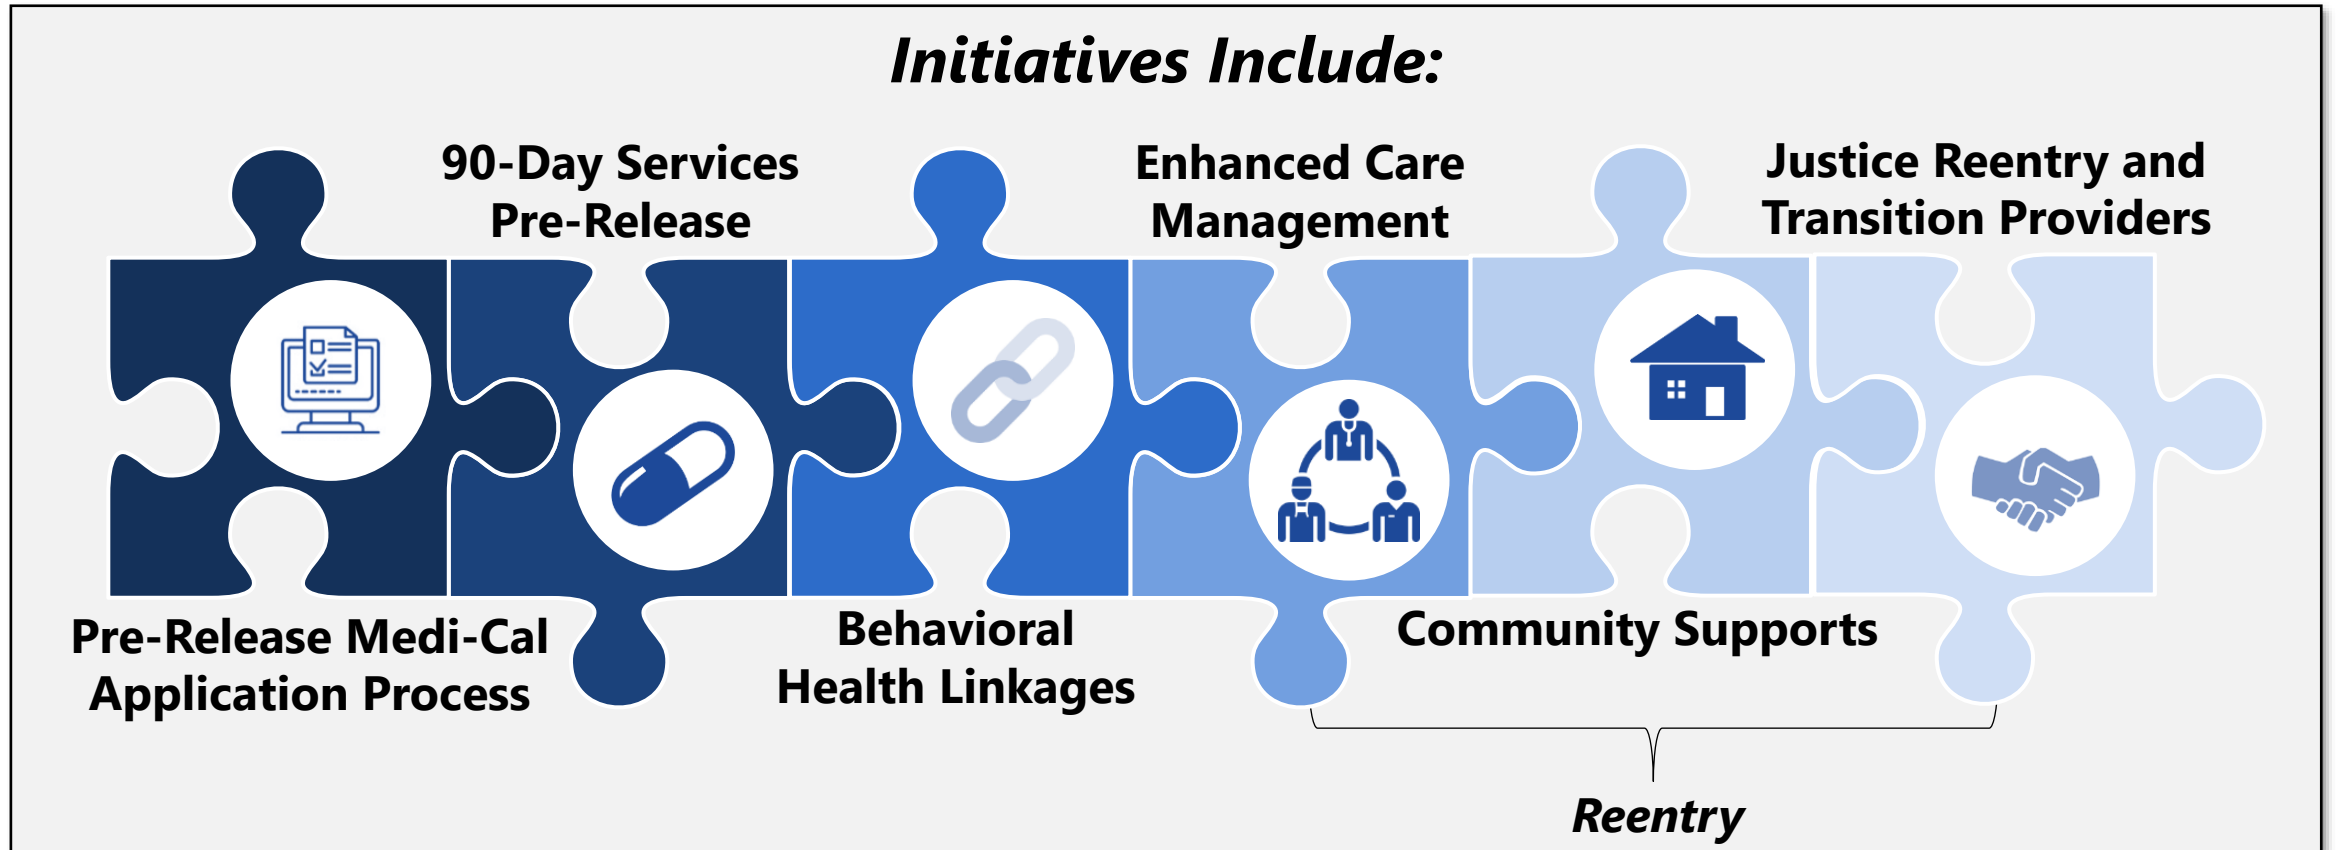 Initiatives Include:
90-Day Services
Pre-Release
Enhanced Care
Management
Justice Reentry and
Transition Providers
Pre-Release Medi-Cal
Application Process
Behavioral
Health Linkages
Community Supports
Reentry